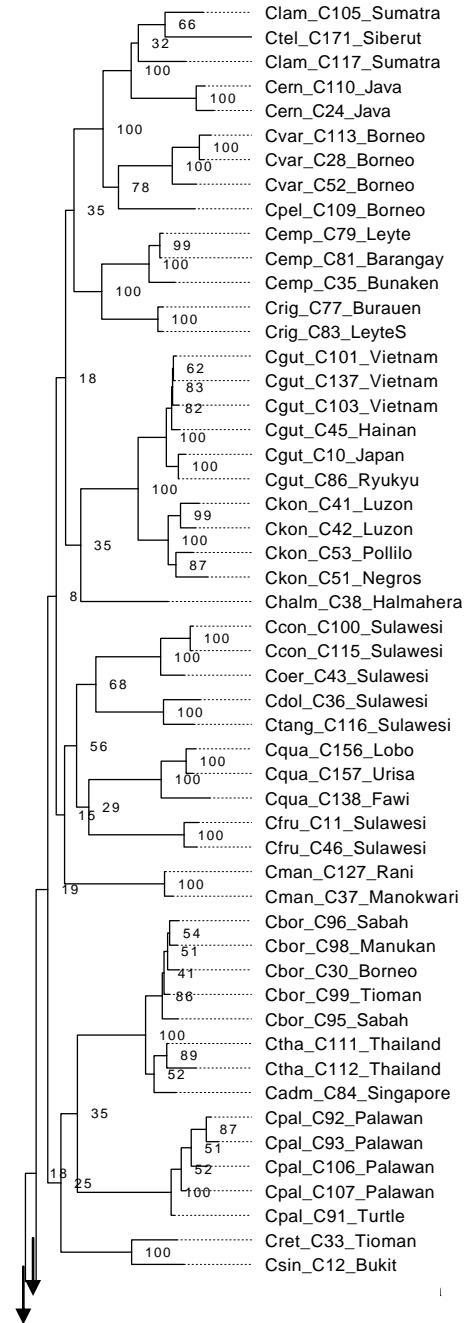 Clam_C105_Sumatra
66
Ctel_C171_Siberut
32
Clam_C117_Sumatra
100
Cern_C110_Java
100
Cern_C24_Java
100
Cvar_C113_Borneo
100
Cvar_C28_Borneo
100
Cvar_C52_Borneo
78
Cpel_C109_Borneo
35
Cemp_C79_Leyte
99
Cemp_C81_Barangay
100
Cemp_C35_Bunaken
100
Crig_C77_Burauen
100
Crig_C83_LeyteS
Cgut_C101_Vietnam
62
18
Cgut_C137_Vietnam
83
Cgut_C103_Vietnam
82
Cgut_C45_Hainan
100
Cgut_C10_Japan
100
Cgut_C86_Ryukyu
100
Ckon_C41_Luzon
99
Ckon_C42_Luzon
100
35
Ckon_C53_Pollilo
87
Ckon_C51_Negros
8
Chalm_C38_Halmahera
Ccon_C100_Sulawesi
100
Ccon_C115_Sulawesi
100
Coer_C43_Sulawesi
68
Cdol_C36_Sulawesi
100
Ctang_C116_Sulawesi
56
Cqua_C156_Lobo
100
Cqua_C157_Urisa
100
Cqua_C138_Fawi
29
15
Cfru_C11_Sulawesi
100
Cfru_C46_Sulawesi
Cman_C127_Rani
100
19
Cman_C37_Manokwari
Cbor_C96_Sabah
54
Cbor_C98_Manukan
51
Cbor_C30_Borneo
41
Cbor_C99_Tioman
86
Cbor_C95_Sabah
100
Ctha_C111_Thailand
89
Ctha_C112_Thailand
52
Cadm_C84_Singapore
35
Cpal_C92_Palawan
87
Cpal_C93_Palawan
51
Cpal_C106_Palawan
52
18
25
Cpal_C107_Palawan
100
Cpal_C91_Turtle
Cret_C33_Tioman
100
Csin_C12_Bukit